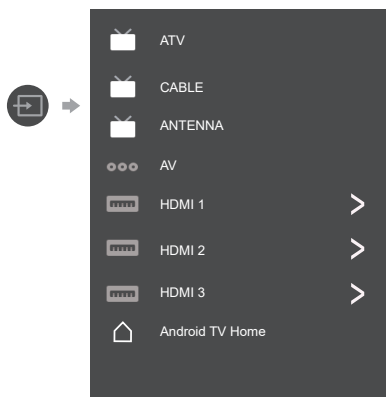 ATV
CABLE
ANTENNA
AV
HDMI 1
HDMI 2
HDMI 3
Android TV Home